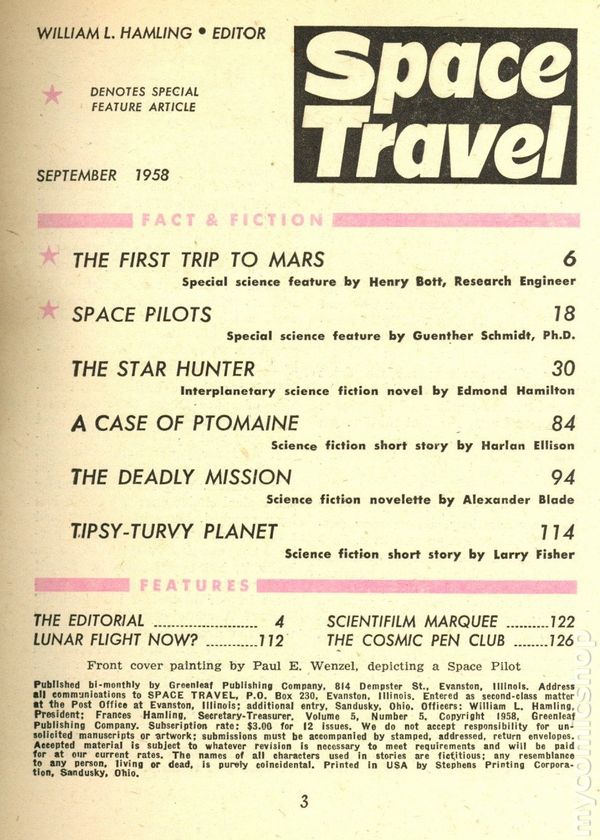 WILLIAM L. HAMLING • EDITOR
★ DENOTES SPECIAL
FEATURE ARTICLE
Space
Travel
SEPTEMBER 1958
FACT & FICTION
★ THE FIRST TRIP TO MARS 6
Special science feature by Henry Bott, Research Engineer
★ SPACE PILOTS 18
Special science feature by Guenther Schmidt, Ph.D.
THE STAR HUNTER 30
Interplanetary science fiction novel by Edmond Hamilton
A CASE OF PTOMAINE 84
Science fiction short story by Harlan Ellison
THE DEADLY MISSION 94
Science fiction novelette by Alexander Blade
TIPSY-TURVY PLANET 114
Science fiction short story by Larry Fisher
FEATURES
THE EDITORIAL ........................ 4
SCIENTIFILM MARQUEE .........122
LUNAR FLIGHT NOW? ............112
THE COSMIC PEN CLUB .......126
Front cover painting by Paul E. Wenzel, depicting a Space Pilot
Published bi-monthly by Greenleaf Publishing Company, 814 Dempster St., Evanston, Illinois. Address
all communications to SPACE TRAVEL, P.O. Box 230, Evanston, Illinois. Entered as second-class matter
at the Post Office at Evanston, Illinois; additional entry, Sandusky, Ohio. Officers: William L. Hamling,
President; Frances Hamling, Secretary-Treasurer, Volume 5, Number 5. Copyright 1958, Greenleaf
Publishing Company. Subscription rate: $3.00 for 12 issues. We do not accept responsibility for un-
solicited manuscripts or artwork; submissions must be accompanied by stamped, addressed, return envelopes.
Accepted material is subject to whatever revision is necessary to meet requirements and will be paid
for at our current rates. The names of all characters used in stories are fictitious; any resemblance
to any person, living or dead, is purely coincidental. Printed in USA by Stephens Printing Corpora-
tion, Sandusky, Ohio.
3
mycomicshop